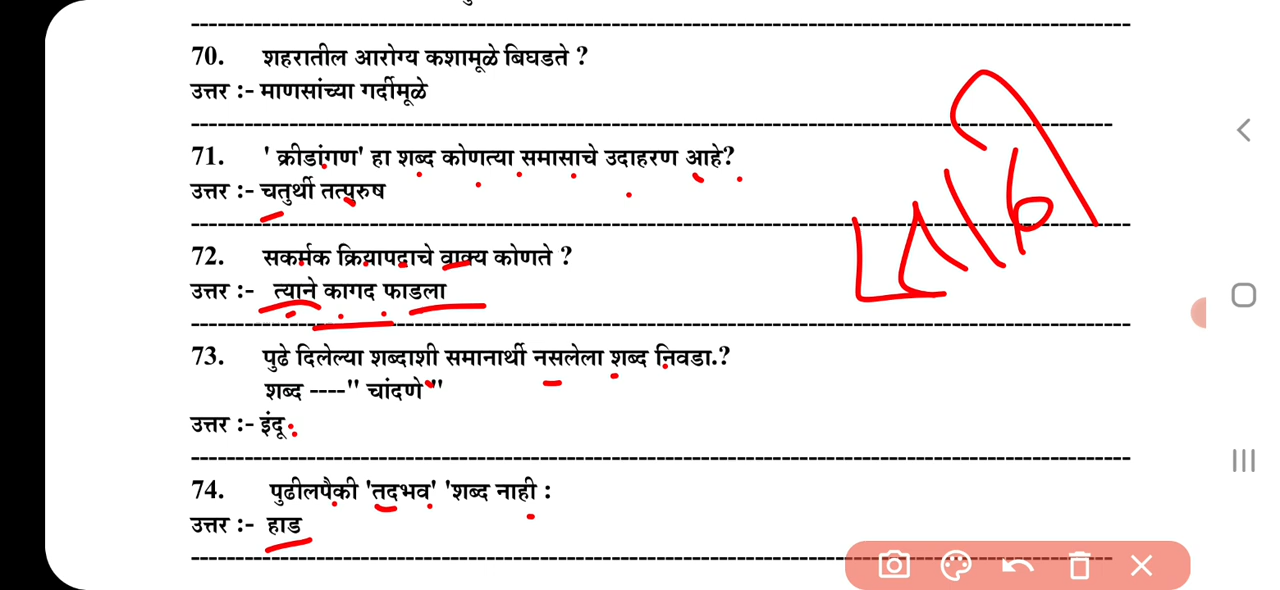 70. शहरातील आरोग्य कशामूळे बिघडते ?
उत्तर :- माणसांच्या गर्दीमूळे
71. ' क्रीडांगण' हा शब्द कोणत्या समासाचे उदाहरण आहे?
उत्तर :- चतुर्थी तत्पुरुष
72. सकर्मक क्रियापदाचे वाक्य कोणते ?
उत्तर :- त्याने कागद फाडला
73. पुढे दिलेल्या शब्दाशी समानार्थी नसलेला शब्द निवडा.?
शब्द ----" चांदणे "
उत्तर :- इंदू
74. पुढीलपैकी 'तदभव' 'शब्द नाही :
उत्तर :- हाड